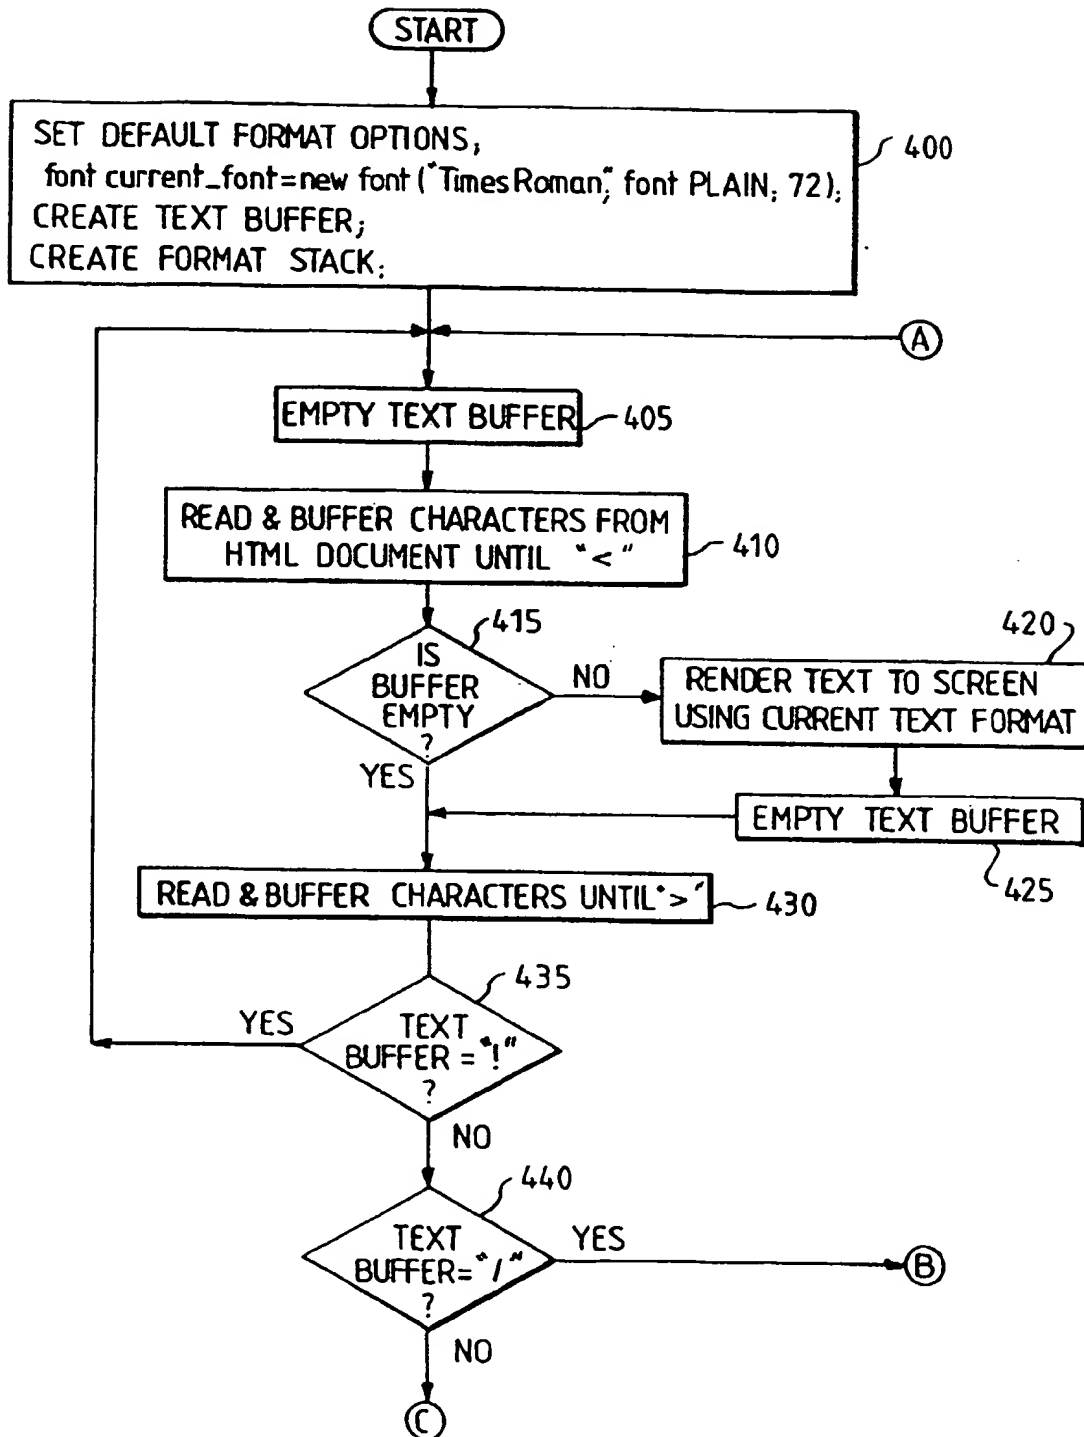 START
SET DEFAULT FORMAT OPTIONS;
font current_font=new font ("TimesRoman", font PLAIN; 72);
CREATE TEXT BUFFER;
CREATE FORMAT STACK;
400
A
EMPTY TEXT BUFFER
405
READ & BUFFER CHARACTERS FROM
HTML DOCUMENT UNTIL "<"
410
415
IS
BUFFER
EMPTY
?
NO
YES
420
RENDER TEXT TO SCREEN
USING CURRENT TEXT FORMAT
EMPTY TEXT BUFFER
425
READ & BUFFER CHARACTERS UNTIL ">"
430
435
TEXT
BUFFER = "!"
?
YES
NO
440
TEXT
BUFFER= "/"
?
YES
B
NO
C